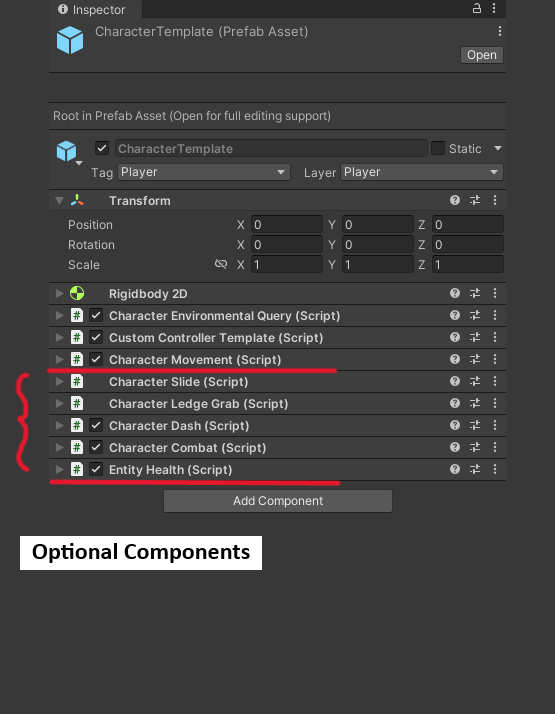 Inspector
CharacterTemplate (Prefab Asset)
Open
Root in Prefab Asset (Open for full editing support)
CharacterTemplate Static
Tag Player Layer Player
Transform
Position X 0 Y 0 Z 0
Rotation X 0 Y 0 Z 0
Scale X 1 Y 1 Z 1
Rigidbody 2D
# Character Environmental Query (Script)
# Custom Controller Template (Script)
# Character Movement (Script)
# Character Slide (Script)
# Character Ledge Grab (Script)
# Character Dash (Script)
# Character Combat (Script)
# Entity Health (Script)
Add Component
Optional Components